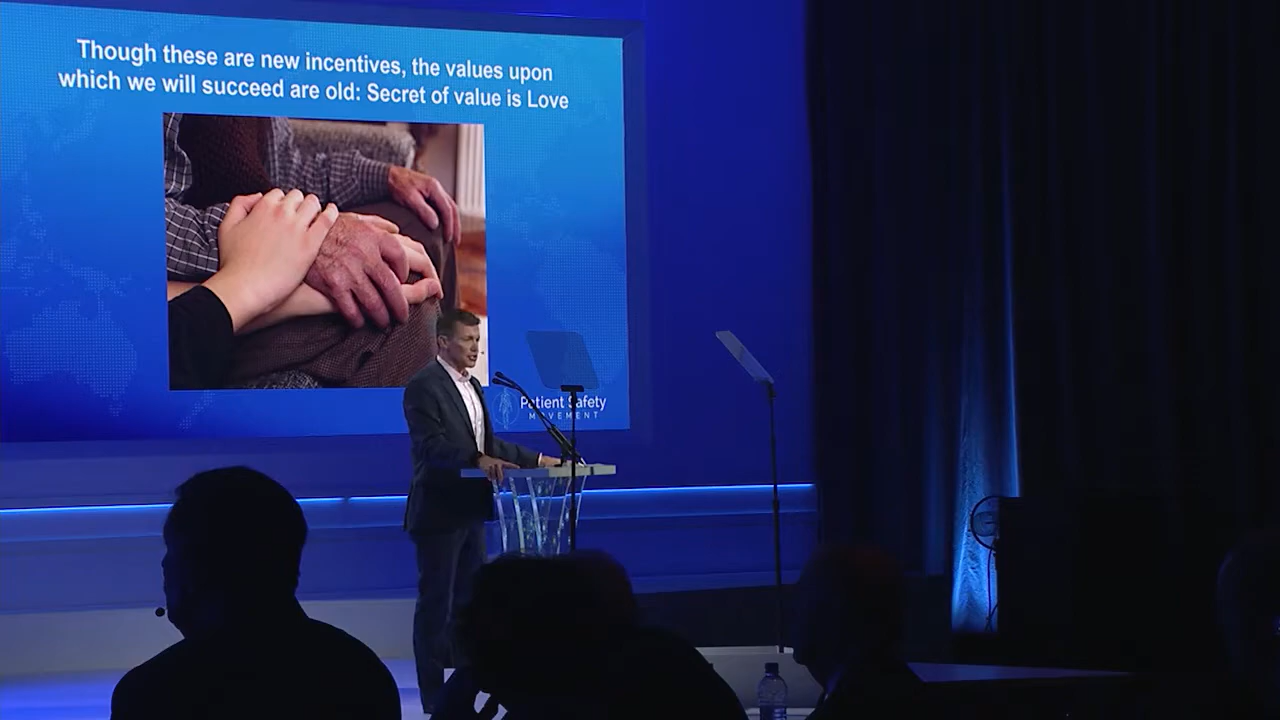 Though these are new incentives, the values upon
which we will succeed are old: Secret of value is Love
Patient Safety
MOVEMENT